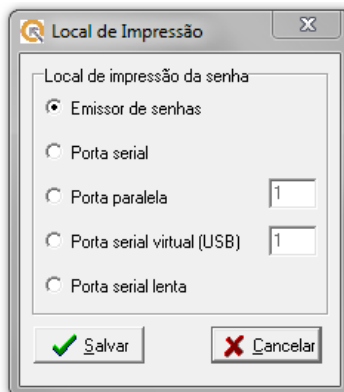 Local de Impressão
Local de impressão da senha
Emissor de senhas
Porta serial
Porta paralela 1
Porta serial virtual (USB) 1
Porta serial lenta
Salvar Cancelar